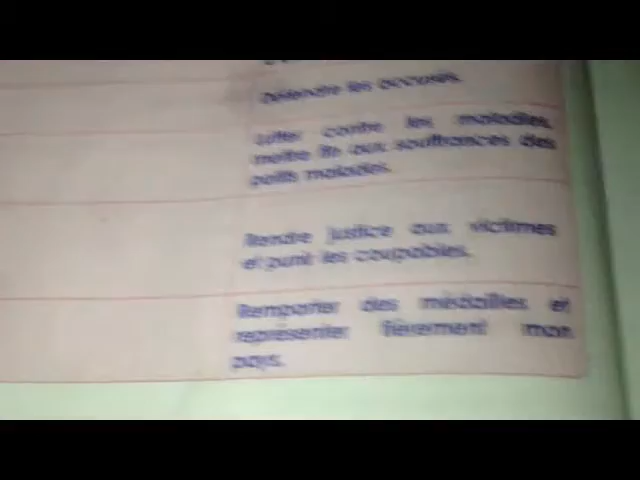 Défendre les accusés.
Lutter contre les maladies,
mettre fin aux souffrances des
petits malades.
Rendre justice aux victimes
et punir les coupables.
Remporter des médailles et
représenter fièrement mon
pays.